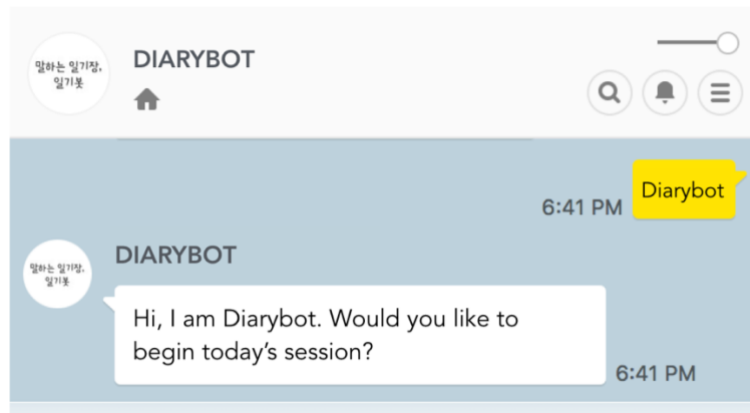 말하는 일기장,
일기봇
DIARYBOT
Diarybot
6:41 PM
DIARYBOT
말하는 일기장,
일기봇
Hi, I am Diarybot. Would you like to
begin today's session?
6:41 PM